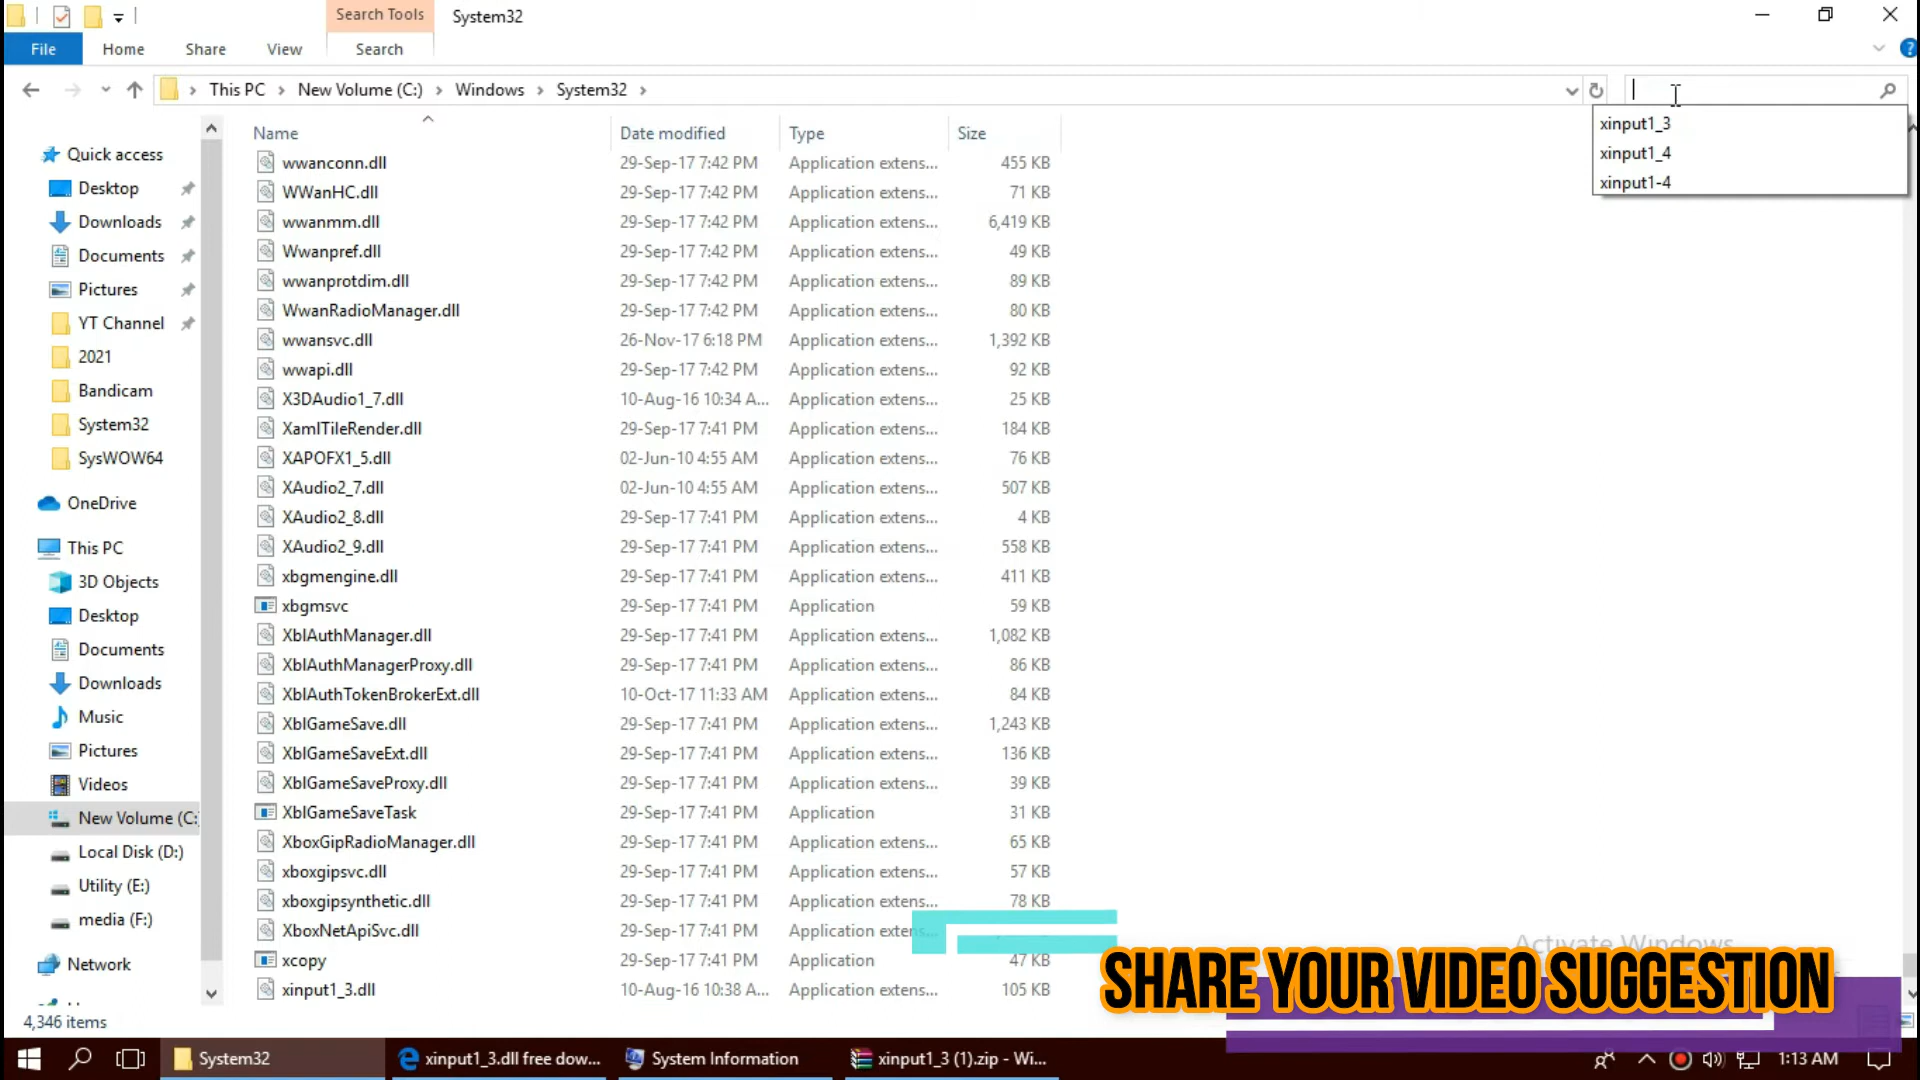 Search Tools
System32
File
Home
Share
View
Search
This PC
New Volume (C:)
Windows
System32
xinput1_3
xinput1_4
xinput1-4
Name
Date modified
Type
Size
Quick access
Desktop
Downloads
Documents
Pictures
YT Channel
2021
Bandicam
System32
SysWOW64
OneDrive
This PC
3D Objects
Desktop
Documents
Downloads
Music
Pictures
Videos
New Volume (C:
Local Disk (D:)
Utility (E:)
media (F:)
Network
wwanconn.dll 29-Sep-17 7:42 PM Application extens... 455 KB
WWanHC.dll 29-Sep-17 7:42 PM Application extens... 71 KB
wwanmm.dll 29-Sep-17 7:42 PM Application extens... 6,419 KB
Wwanpref.dll 29-Sep-17 7:42 PM Application extens... 49 KB
wwanprotdim.dll 29-Sep-17 7:42 PM Application extens... 89 KB
WwanRadioManager.dll 29-Sep-17 7:42 PM Application extens... 80 KB
wwansvc.dll 26-Nov-17 6:18 PM Application extens... 1,392 KB
wwapi.dll 29-Sep-17 7:42 PM Application extens... 92 KB
X3DAudio1_7.dll 10-Aug-16 10:34 A... Application extens... 25 KB
XamlTileRender.dll 29-Sep-17 7:41 PM Application extens... 184 KB
XAPOFX1_5.dll 02-Jun-10 4:55 AM Application extens... 76 KB
XAudio2_7.dll 02-Jun-10 4:55 AM Application extens... 507 KB
XAudio2_8.dll 29-Sep-17 7:41 PM Application extens... 4 KB
XAudio2_9.dll 29-Sep-17 7:41 PM Application extens... 558 KB
xbgmengine.dll 29-Sep-17 7:41 PM Application extens... 411 KB
xbgmsvc 29-Sep-17 7:41 PM Application 59 KB
XblAuthManager.dll 29-Sep-17 7:41 PM Application extens... 1,082 KB
XblAuthManagerProxy.dll 29-Sep-17 7:41 PM Application extens... 86 KB
XblAuthTokenBrokerExt.dll 10-Oct-17 11:33 AM Application extens... 84 KB
XblGameSave.dll 29-Sep-17 7:41 PM Application extens... 1,243 KB
XblGameSaveExt.dll 29-Sep-17 7:41 PM Application extens... 136 KB
XblGameSaveProxy.dll 29-Sep-17 7:41 PM Application extens... 39 KB
XblGameSaveTask 29-Sep-17 7:41 PM Application 31 KB
XboxGipRadioManager.dll 29-Sep-17 7:41 PM Application extens... 65 KB
xboxgipsvc.dll 29-Sep-17 7:41 PM Application extens... 57 KB
xboxgipsynthetic.dll 29-Sep-17 7:41 PM Application extens... 78 KB
XboxNetApiSvc.dll 29-Sep-17 7:41 PM Application extens...
xcopy 29-Sep-17 7:41 PM Application 47 KB
xinput1_3.dll 10-Aug-16 10:38 A... Application extens... 105 KB
Activate Windows
SHARE YOUR VIDEO SUGGESTION
4,346 items
System32
xinput1_3.dll free dow...
System Information
xinput1_3 (1).zip - Wi...
1:13 AM